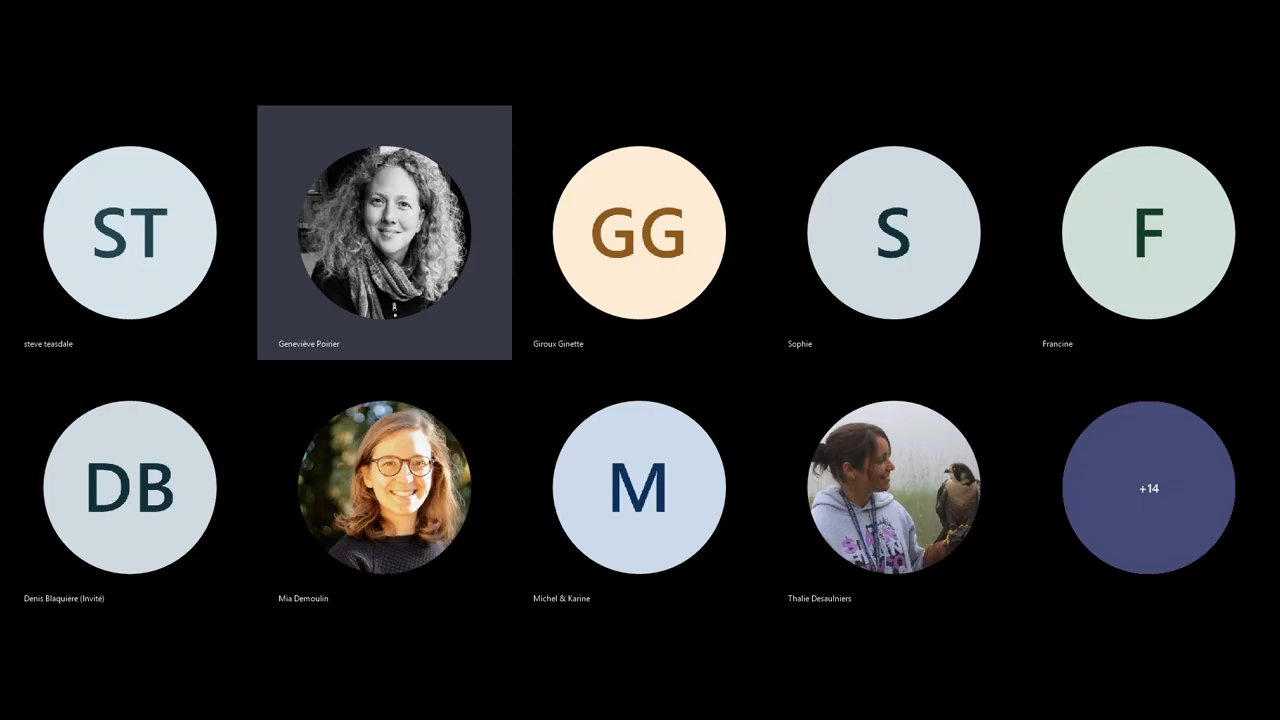 ST
GG
S
F
steve teasdale
Geneviève Poirier
Giroux Ginette
Sophie
Francine
DB
M
+14
Denis Blaquière (Invité)
Mia Demoulin
Michel & Karine
Thalie Desaulniers